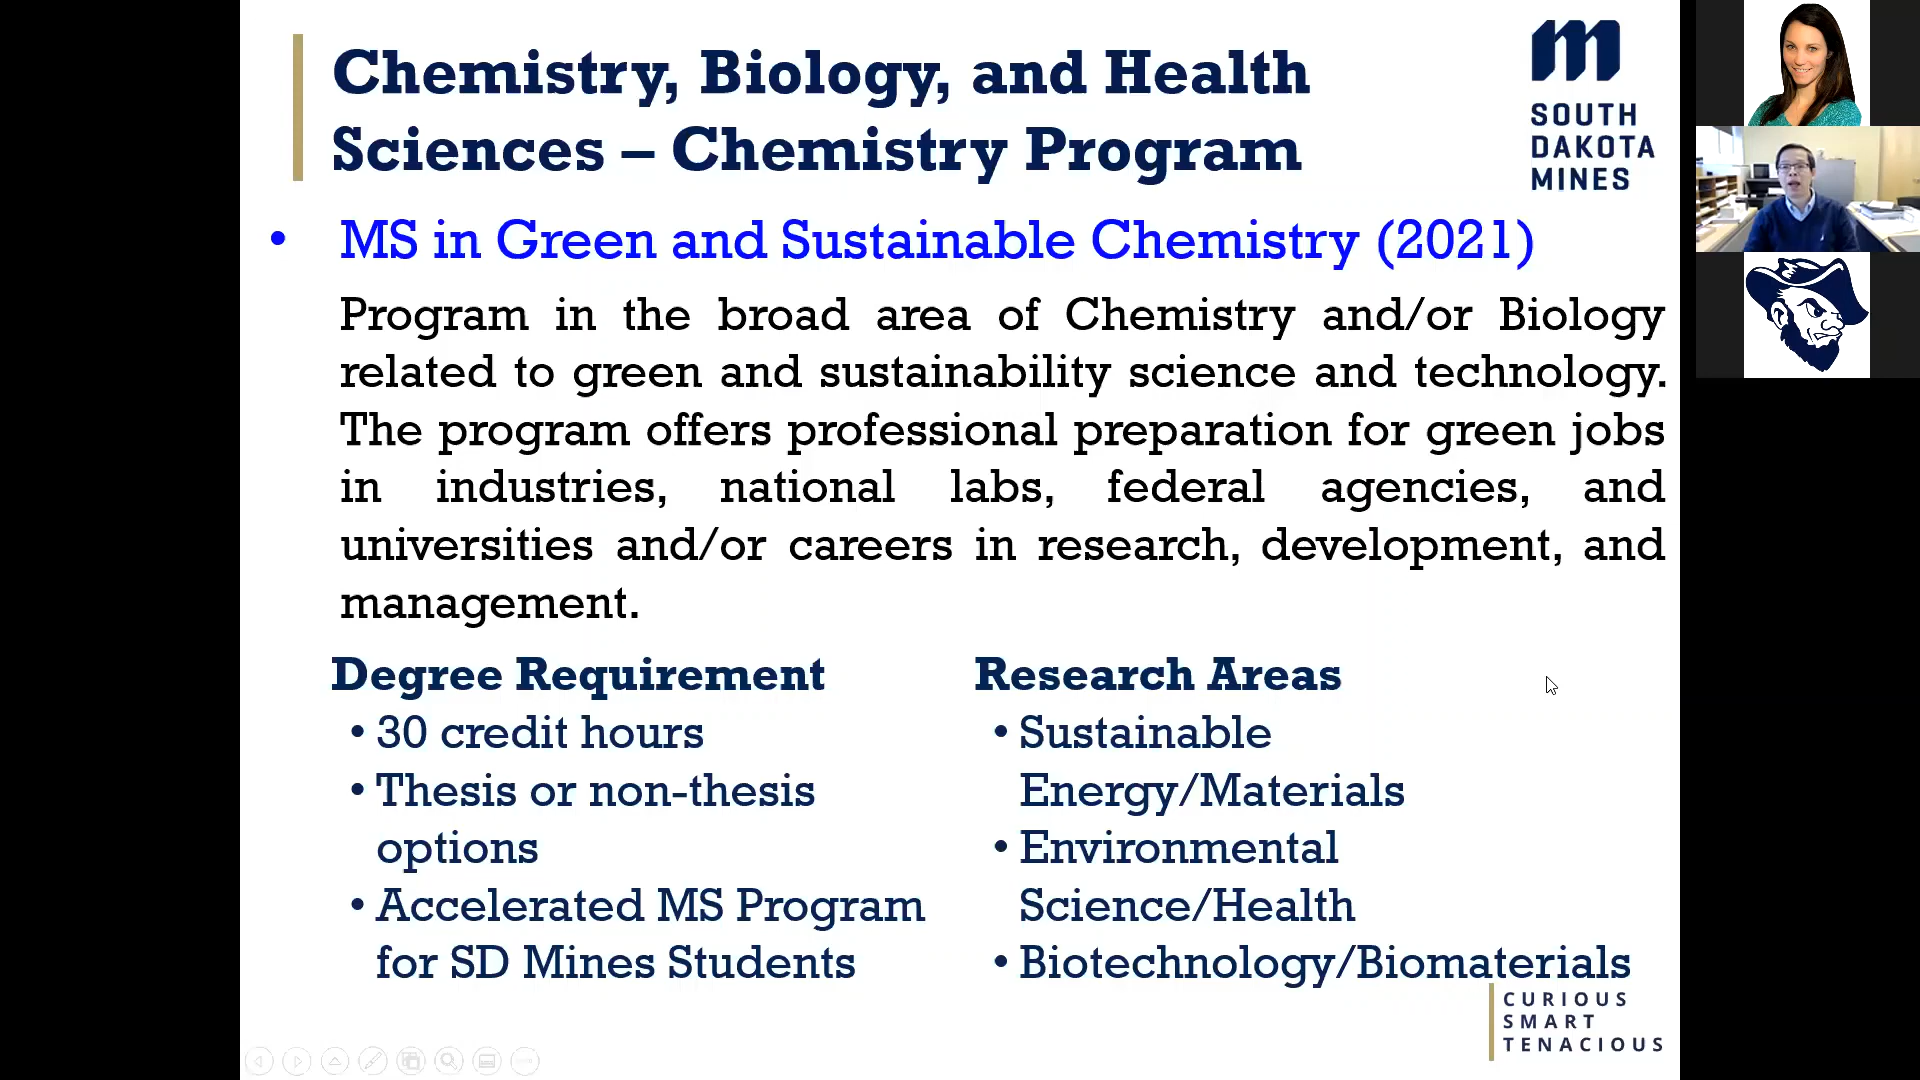 Chemistry, Biology, and Health
Sciences – Chemistry Program
SOUTH
DAKOTA
MINES
• MS in Green and Sustainable Chemistry (2021)
Program in the broad area of Chemistry and/or Biology
related to green and sustainability science and technology.
The program offers professional preparation for green jobs
in industries, national labs, federal agencies, and
universities and/or careers in research, development, and
management.
Degree Requirement
• 30 credit hours
• Thesis or non-thesis
options
• Accelerated MS Program
for SD Mines Students
Research Areas
• Sustainable
Energy/Materials
• Environmental
Science/Health
• Biotechnology/Biomaterials
CURIOUS
SMART
TENACIOUS